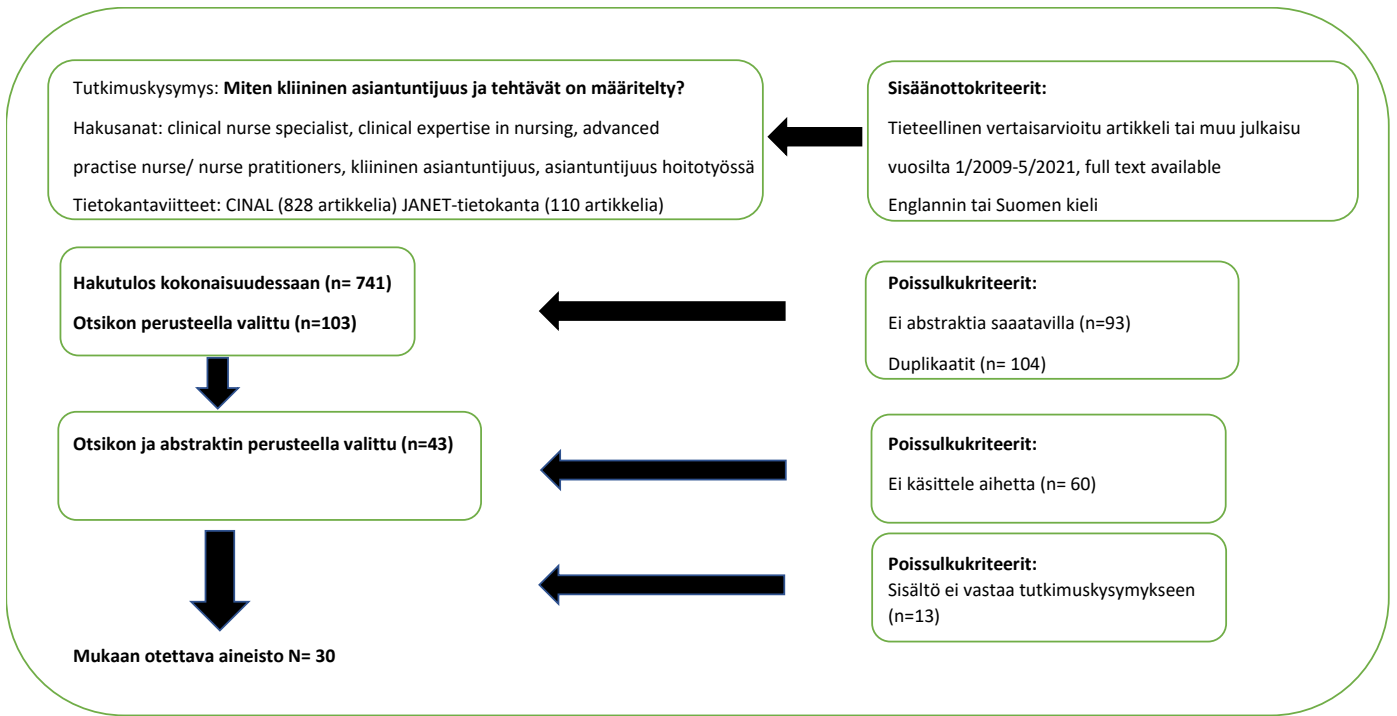 Tutkimuskysymys: Miten kliininen asiantuntijuus ja tehtävät on määritelty?
Hakusanat: clinical nurse specialist, clinical expertise in nursing, advanced
practise nurse/ nurse pratitioners, kliininen asiantuntijuus, asiantuntijuus hoitotyössä
Tietokantaviitteet: CINAL (828 artikkelia) JANET-tietokanta (110 artikkelia)
Sisäänottokriteerit:
Tieteellinen vertaisarvioitu artikkeli tai muu julkaisu
vuosilta 1/2009-5/2021, full text available
Englannin tai Suomen kieli
Hakutulos kokonaisuudessaan (n= 741)
Otsikon perusteella valittu (n=103)
Poissulkukriteerit:
Ei abstraktia saaatavilla (n=93)
Duplikaatit (n= 104)
Otsikon ja abstraktin perusteella valittu (n=43)
Poissulkukriteerit:
Ei käsittele aihetta (n= 60)
Poissulkukriteerit:
Sisältö ei vastaa tutkimuskysymykseen
(n=13)
Mukaan otettava aineisto N= 30